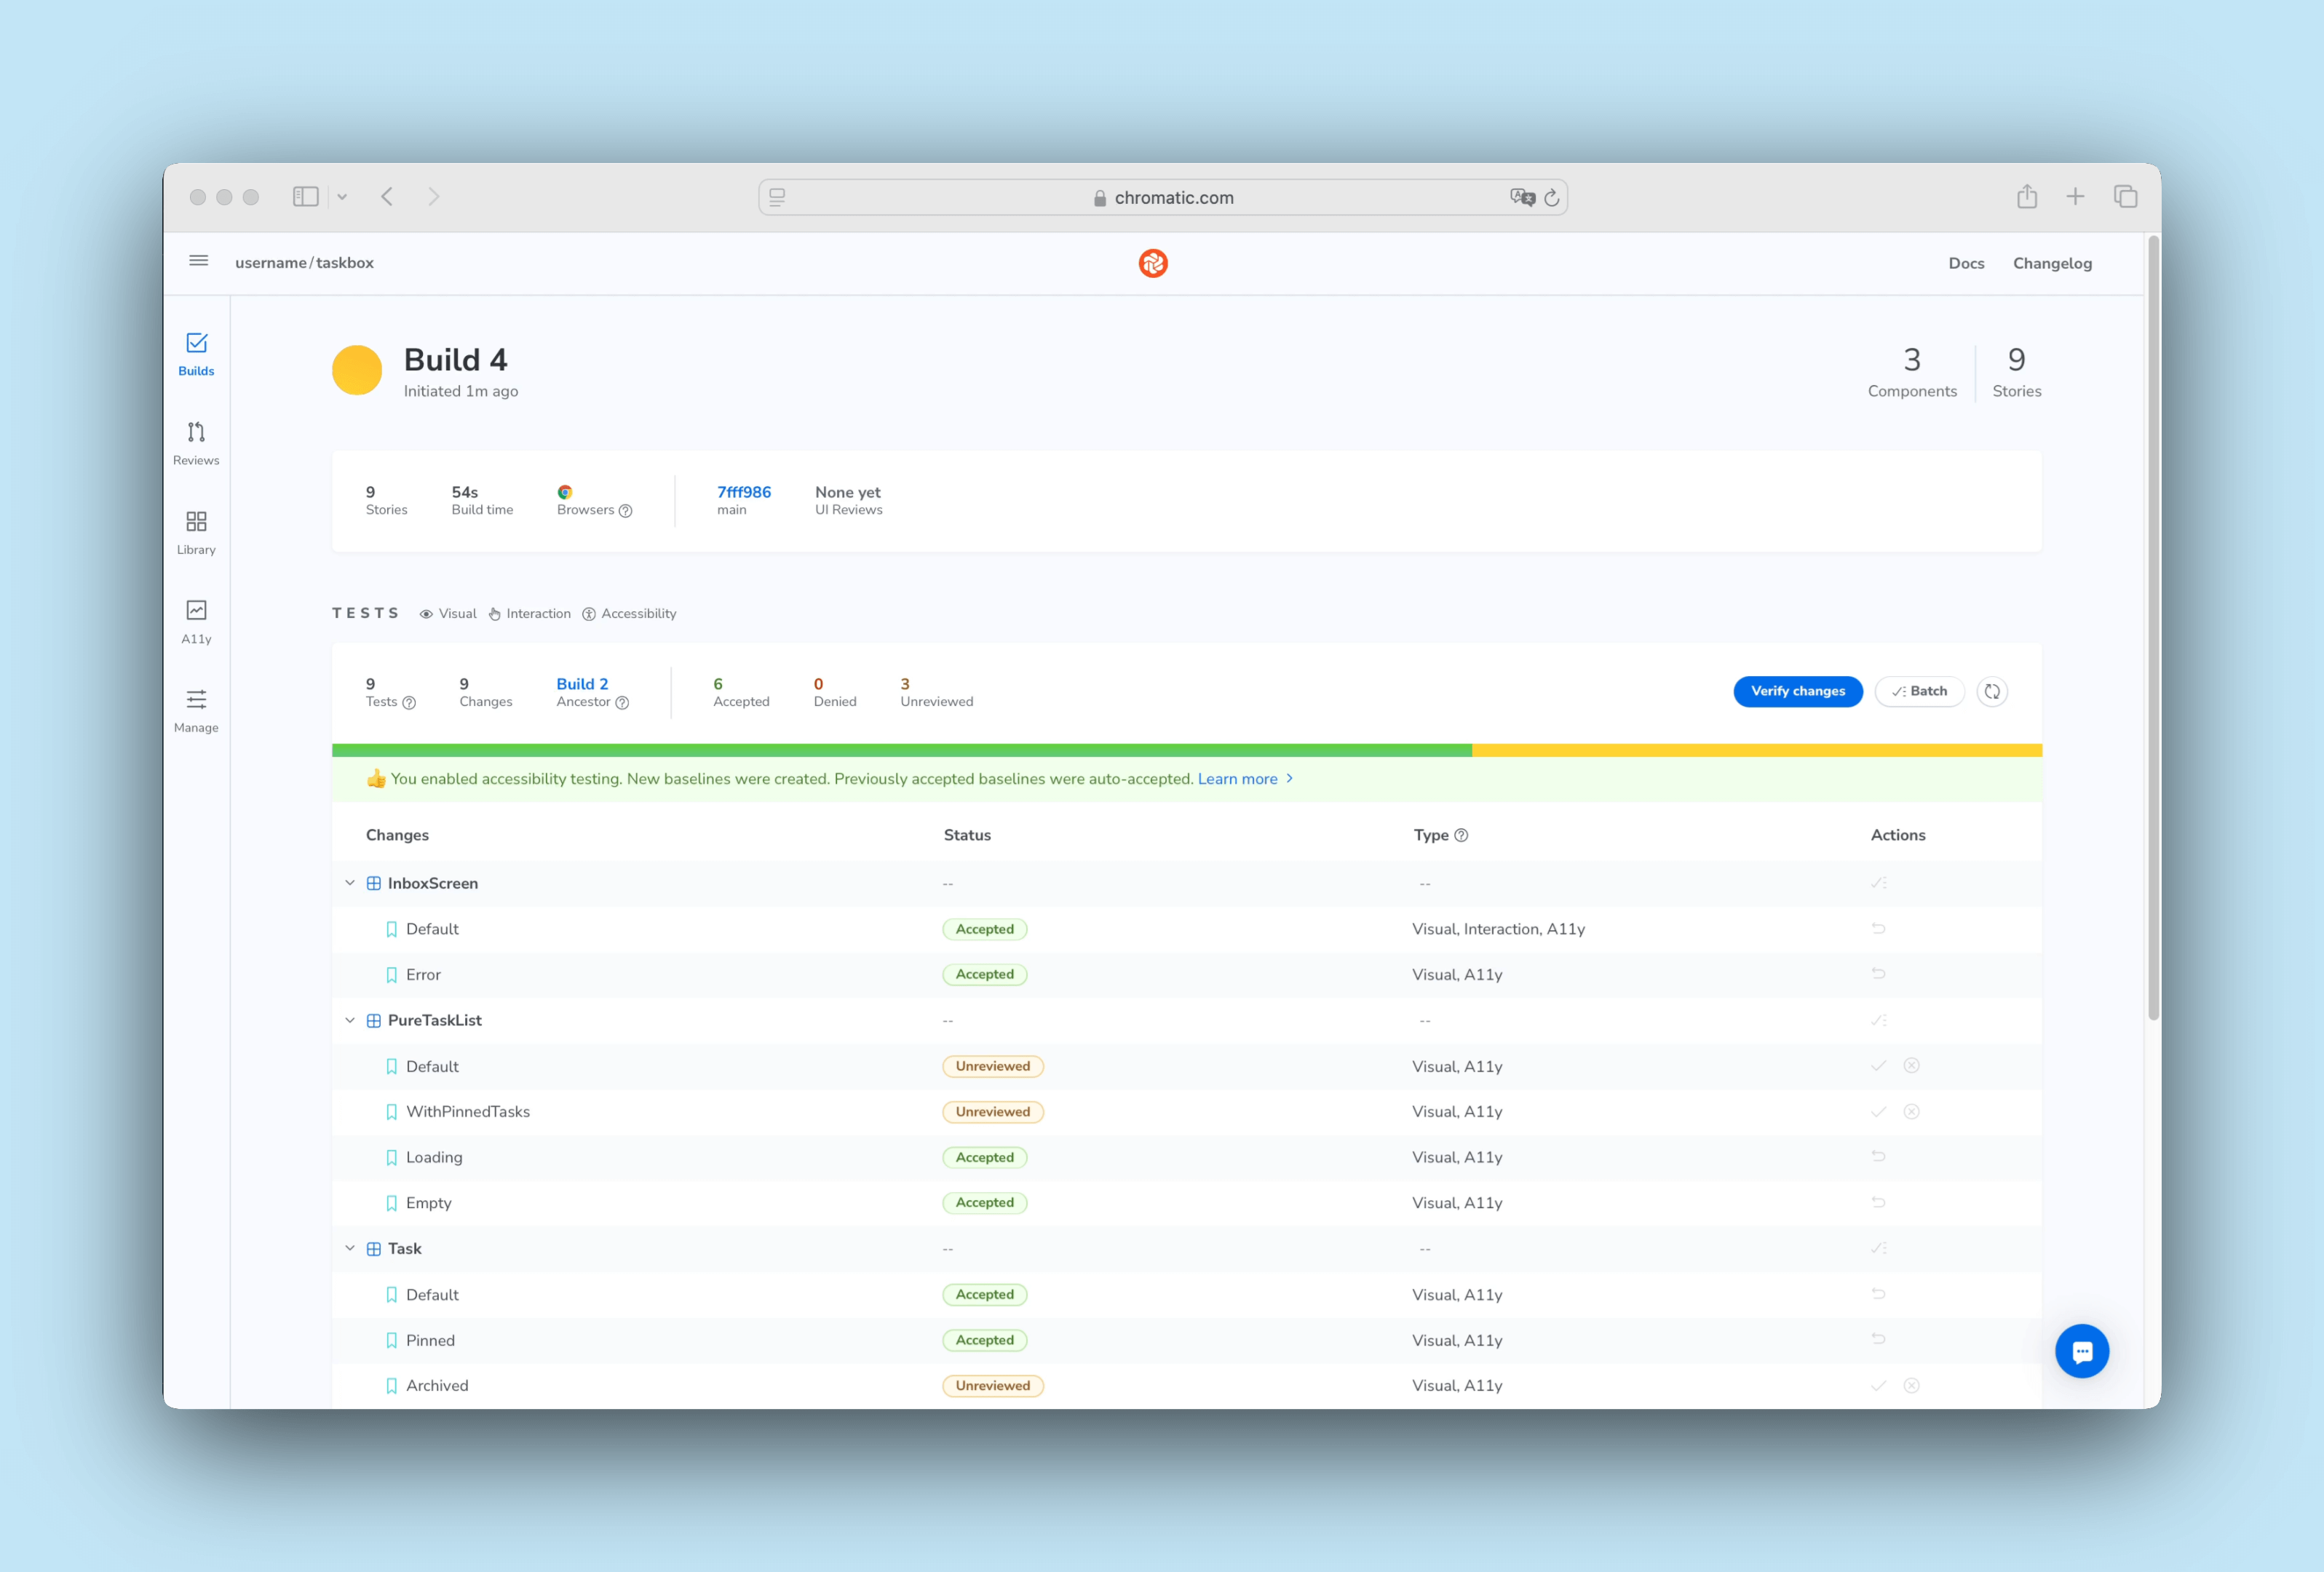 chromatic.com
username/taskbox
Docs Changelog
Builds
Reviews
Library
A11y
Manage
Build 4
Initiated 1m ago
3 9
Components Stories
9 54s 7fff986 None yet
Stories Build time Browsers main UI Reviews
TESTS Visual Interaction Accessibility
9 9 Build 2 6 0 3
Tests Changes Ancestor Accepted Denied Unreviewed
Verify changes Batch
👍 You enabled accessibility testing. New baselines were created. Previously accepted baselines were auto-accepted. Learn more
Changes Status Type Actions
InboxScreen -- --
Default Accepted Visual, Interaction, A11y
Error Accepted Visual, A11y
PureTaskList -- --
Default Unreviewed Visual, A11y
WithPinnedTasks Unreviewed Visual, A11y
Loading Accepted Visual, A11y
Empty Accepted Visual, A11y
Task -- --
Default Accepted Visual, A11y
Pinned Accepted Visual, A11y
Archived Unreviewed Visual, A11y